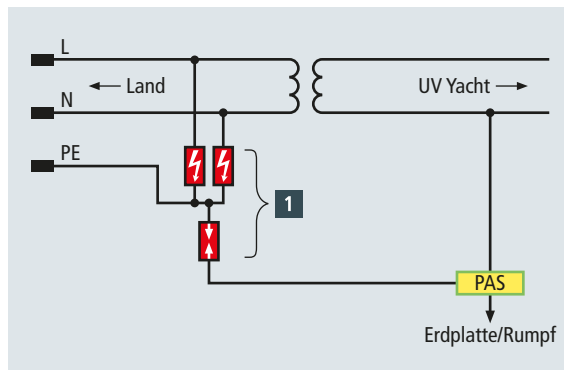 L
← Land
UV Yacht →
N
PE
1
PAS
Erdplatte/Rumpf